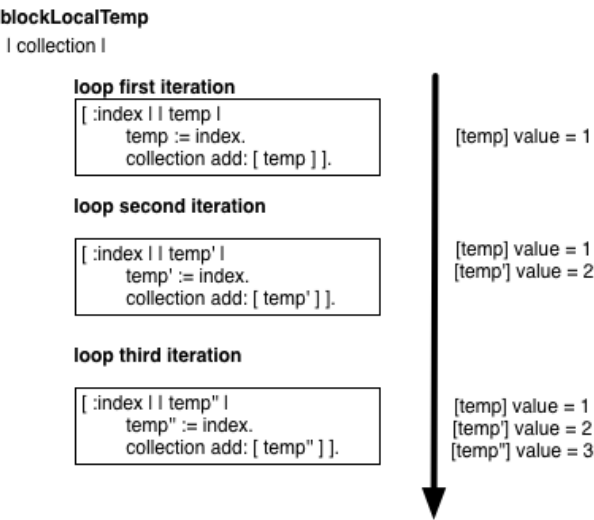 blockLocalTemp
| collection |
loop first iteration
[ :index | | temp |
temp := index.
collection add: [ temp ] ].
[temp] value = 1
loop second iteration
[ :index | | temp' |
temp' := index.
collection add: [ temp' ] ].
[temp] value = 1
[temp'] value = 2
loop third iteration
[ :index | | temp" |
temp" := index.
collection add: [ temp" ] ].
[temp] value = 1
[temp'] value = 2
[temp"] value = 3